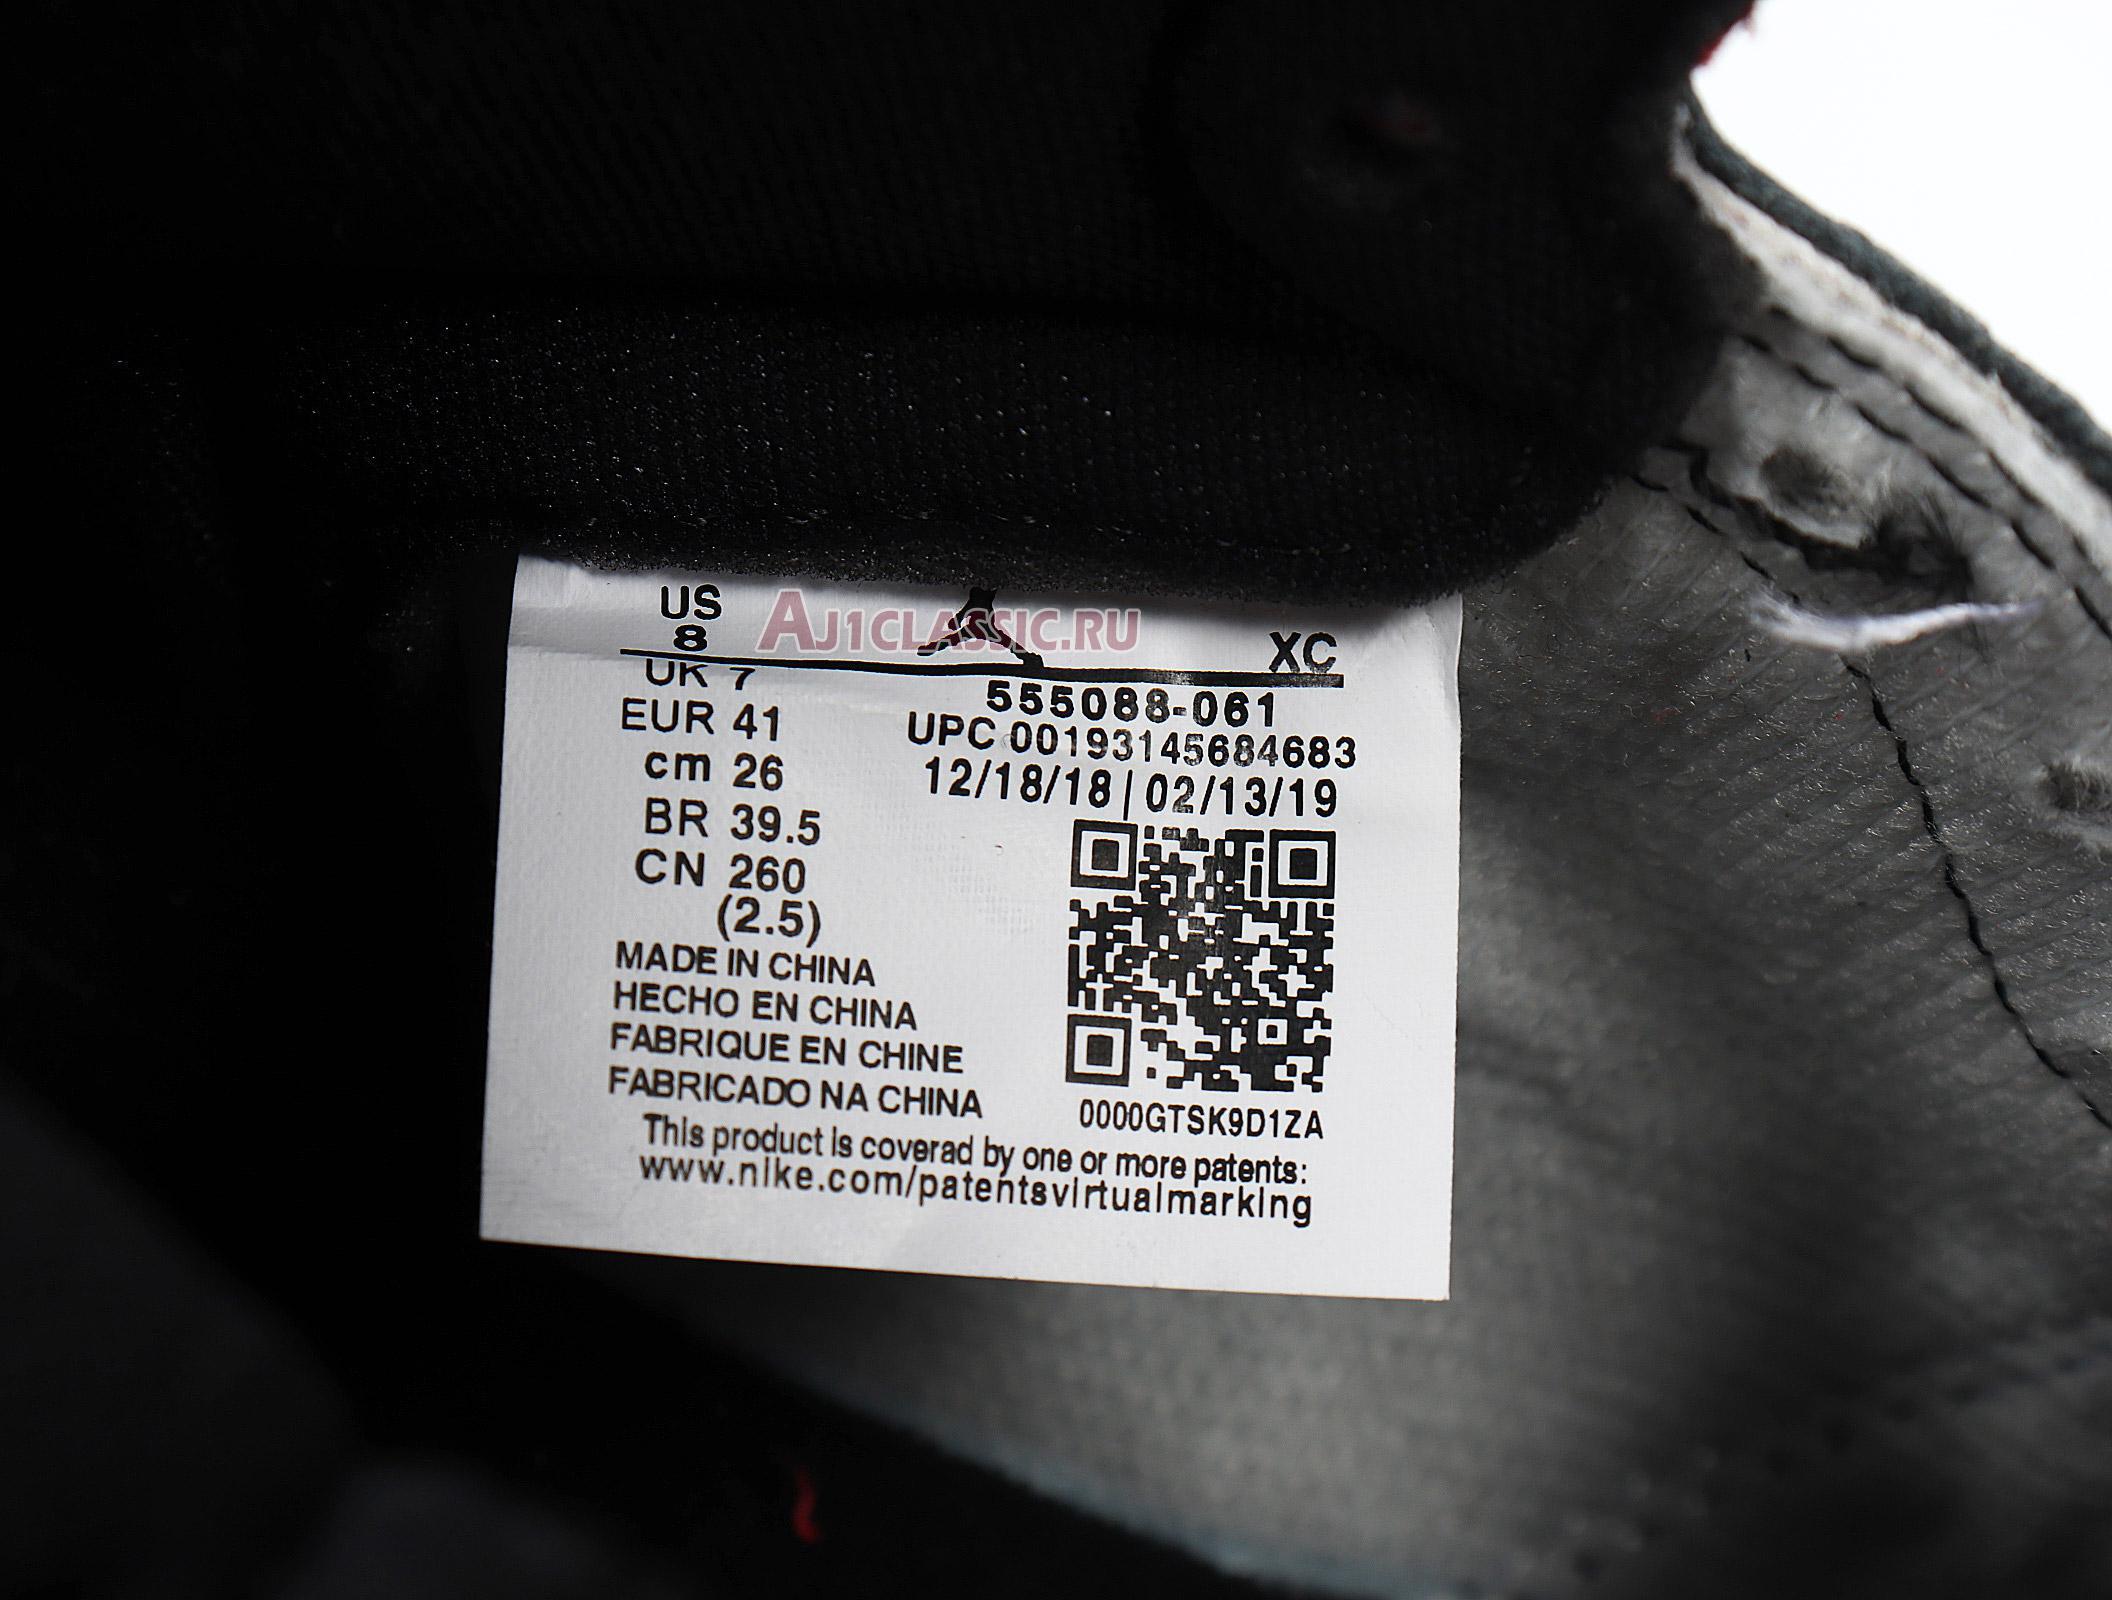 US
8
AJ1CLASSIC.RU
XC
UK 7
555088-061
EUR 41
UPC 00193145684683
cm 26
12/18/18 | 02/13/19
BR 39.5
CN 260
(2.5)
MADE IN CHINA
HECHO EN CHINA
FABRIQUE EN CHINE
FABRICADO NA CHINA
0000GTSK9D1ZA
This product is coverad by one or more patents:
www.nike.com/patentsvirtualmarking